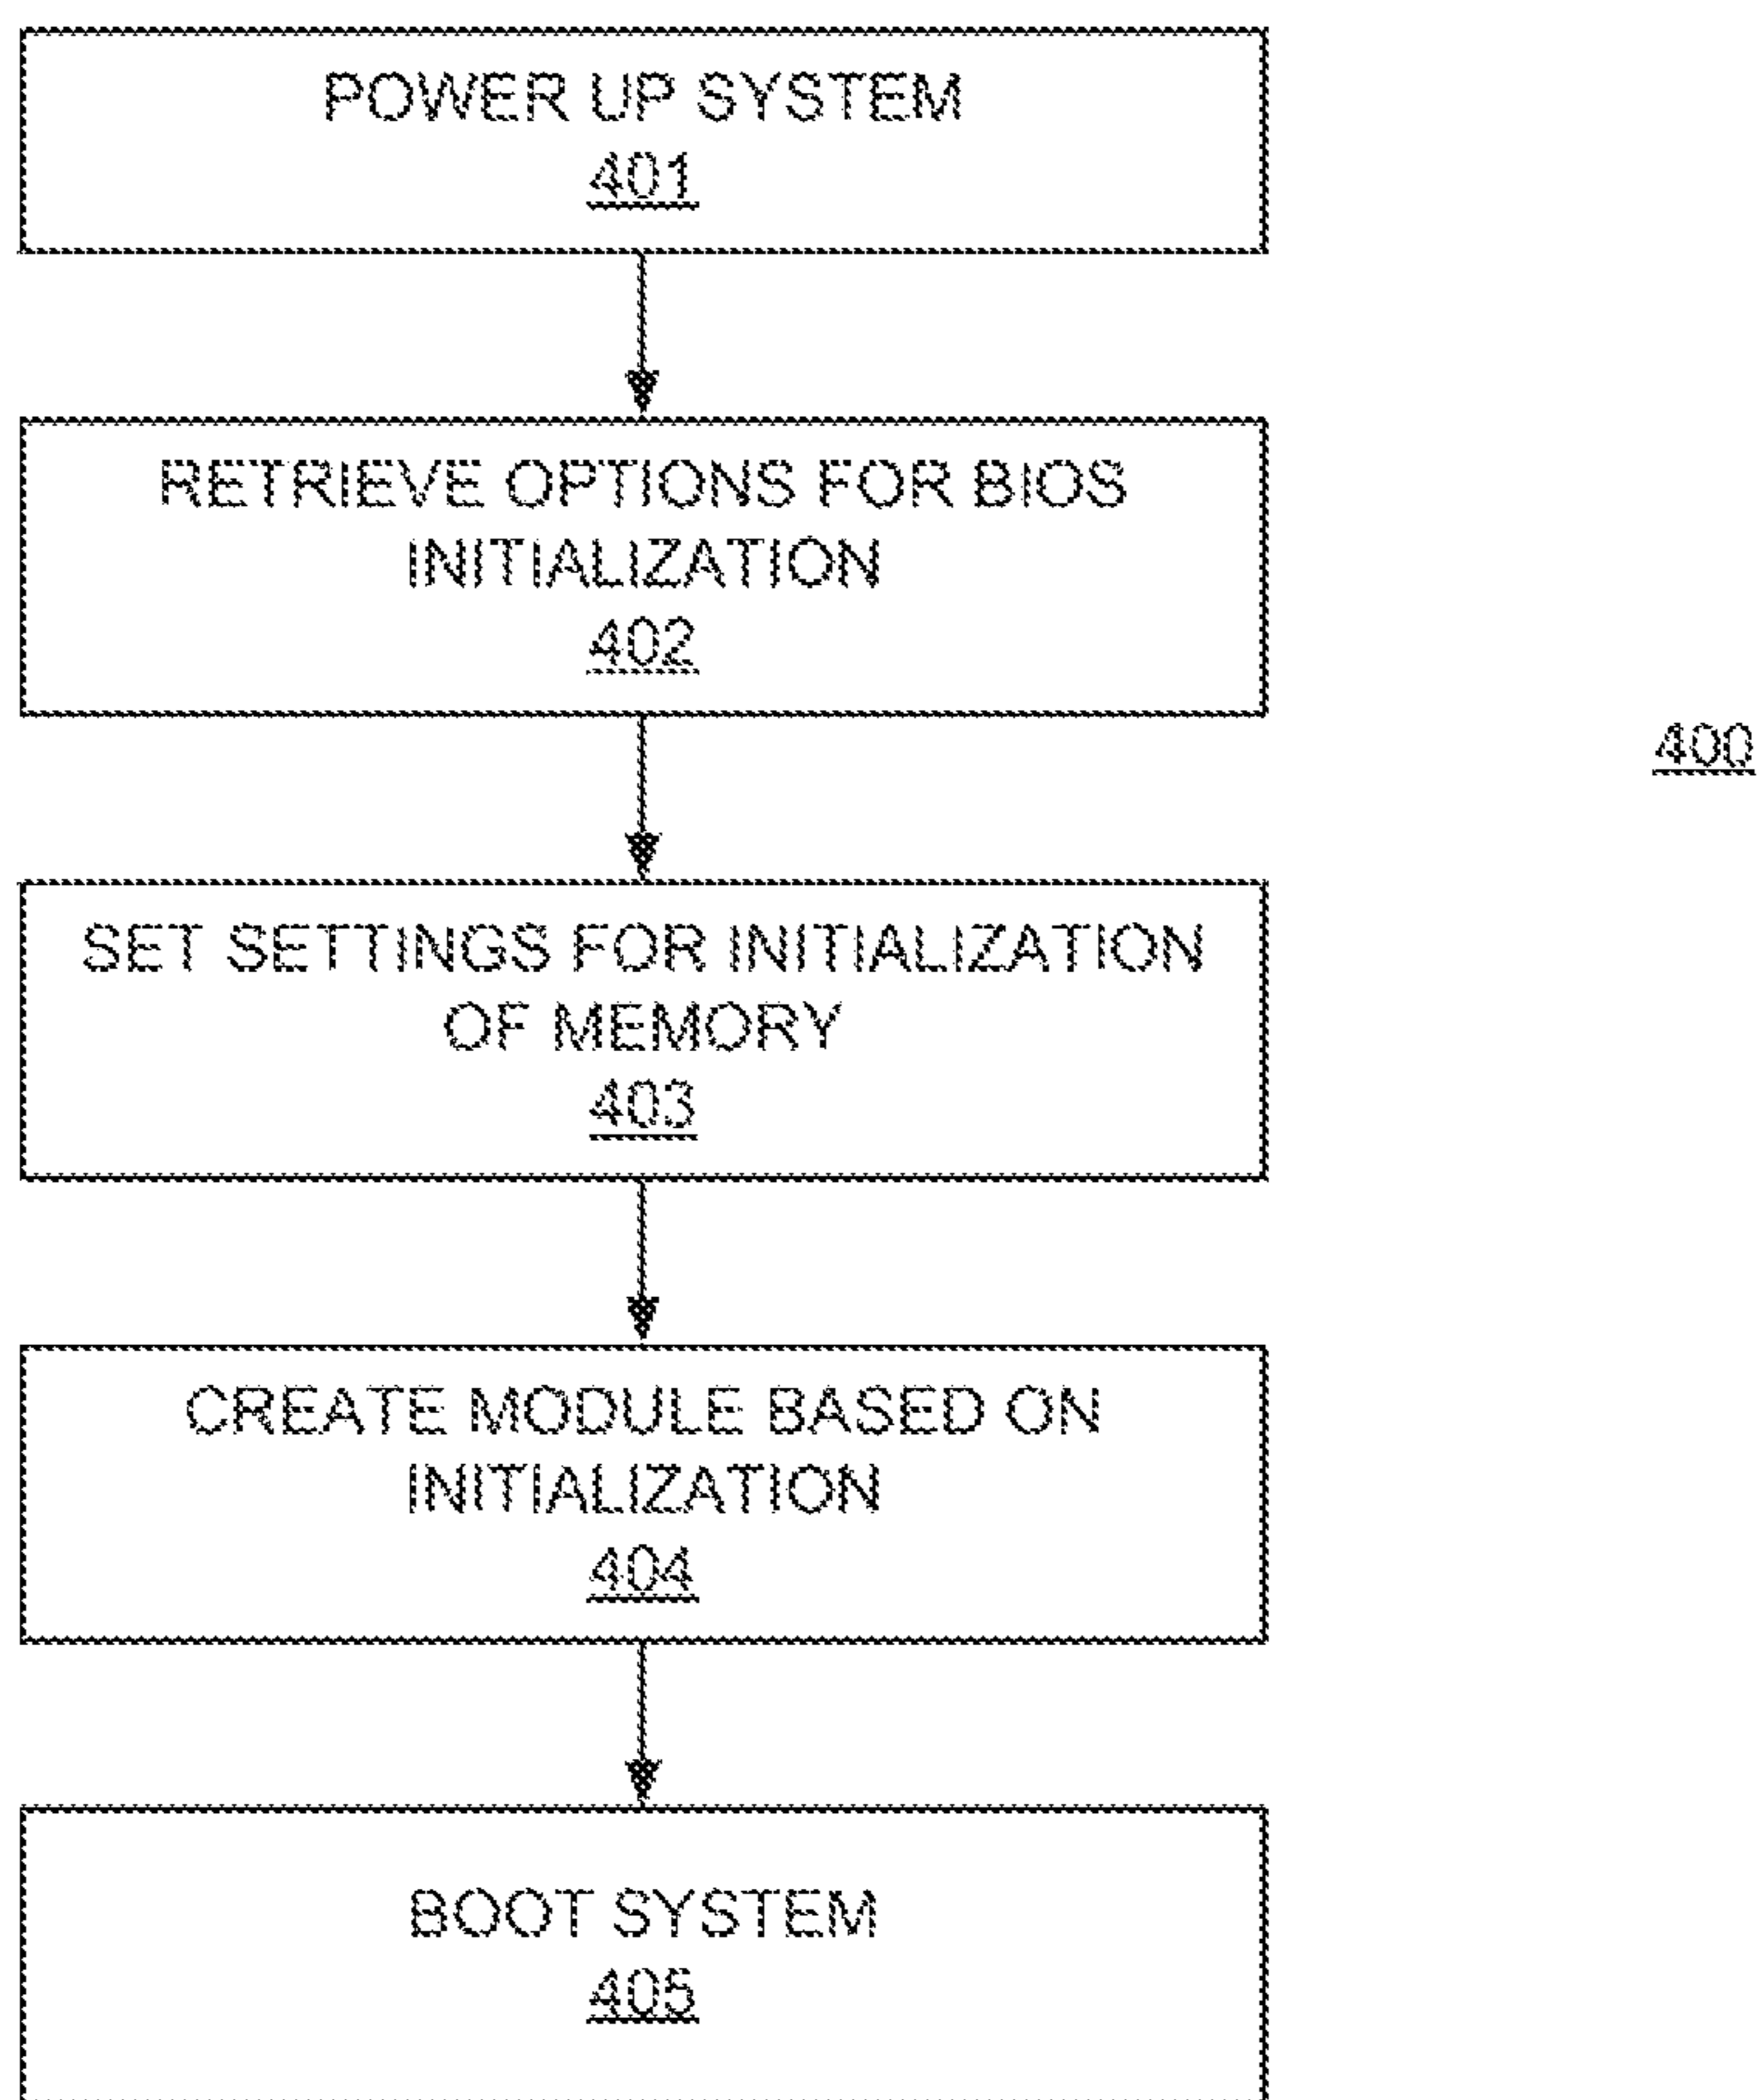 POWER UP SYSTEM
401
RETRIEVE OPTIONS FOR BIOS
INITIALIZATION
402
400
SET SETTINGS FOR INITIALIZATION
OF MEMORY
403
CREATE MODULE BASED ON
INITIALIZATION
404
BOOT SYSTEM
405